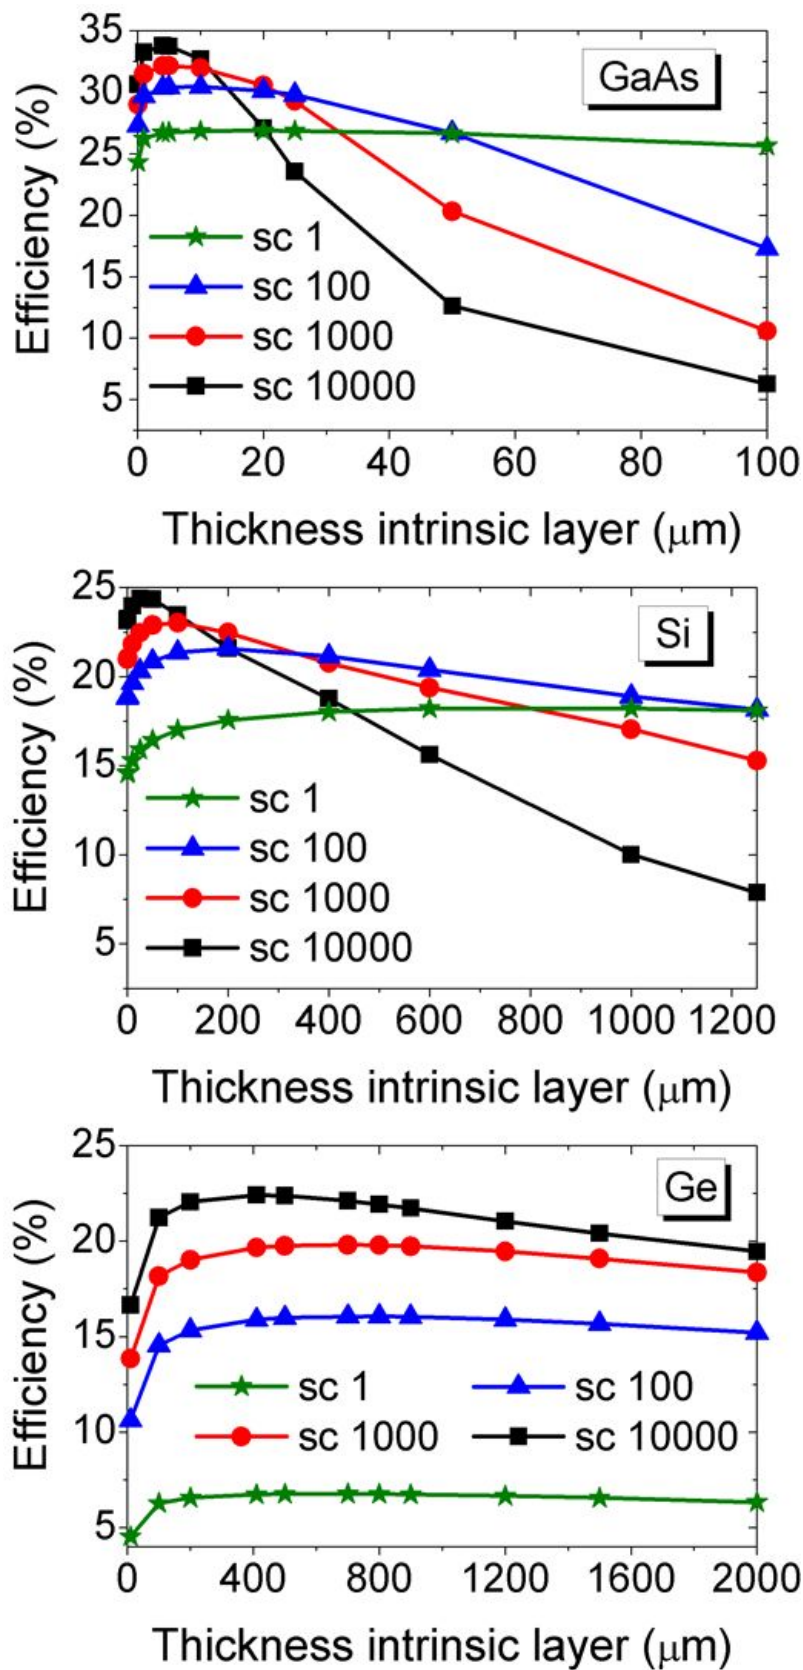 35
30
25
20
15
10
5
Efficiency (%)
GaAs
sc 1
sc 100
sc 1000
sc 10000
0 20 40 60 80 100
Thickness intrinsic layer (μm)
25
20
15
10
5
Efficiency (%)
Si
sc 1
sc 100
sc 1000
sc 10000
0 200 400 600 800 1000 1200
Thickness intrinsic layer (μm)
25
20
15
10
5
Efficiency (%)
Ge
sc 1 sc 100
sc 1000 sc 10000
0 400 800 1200 1600 2000
Thickness intrinsic layer (μm)